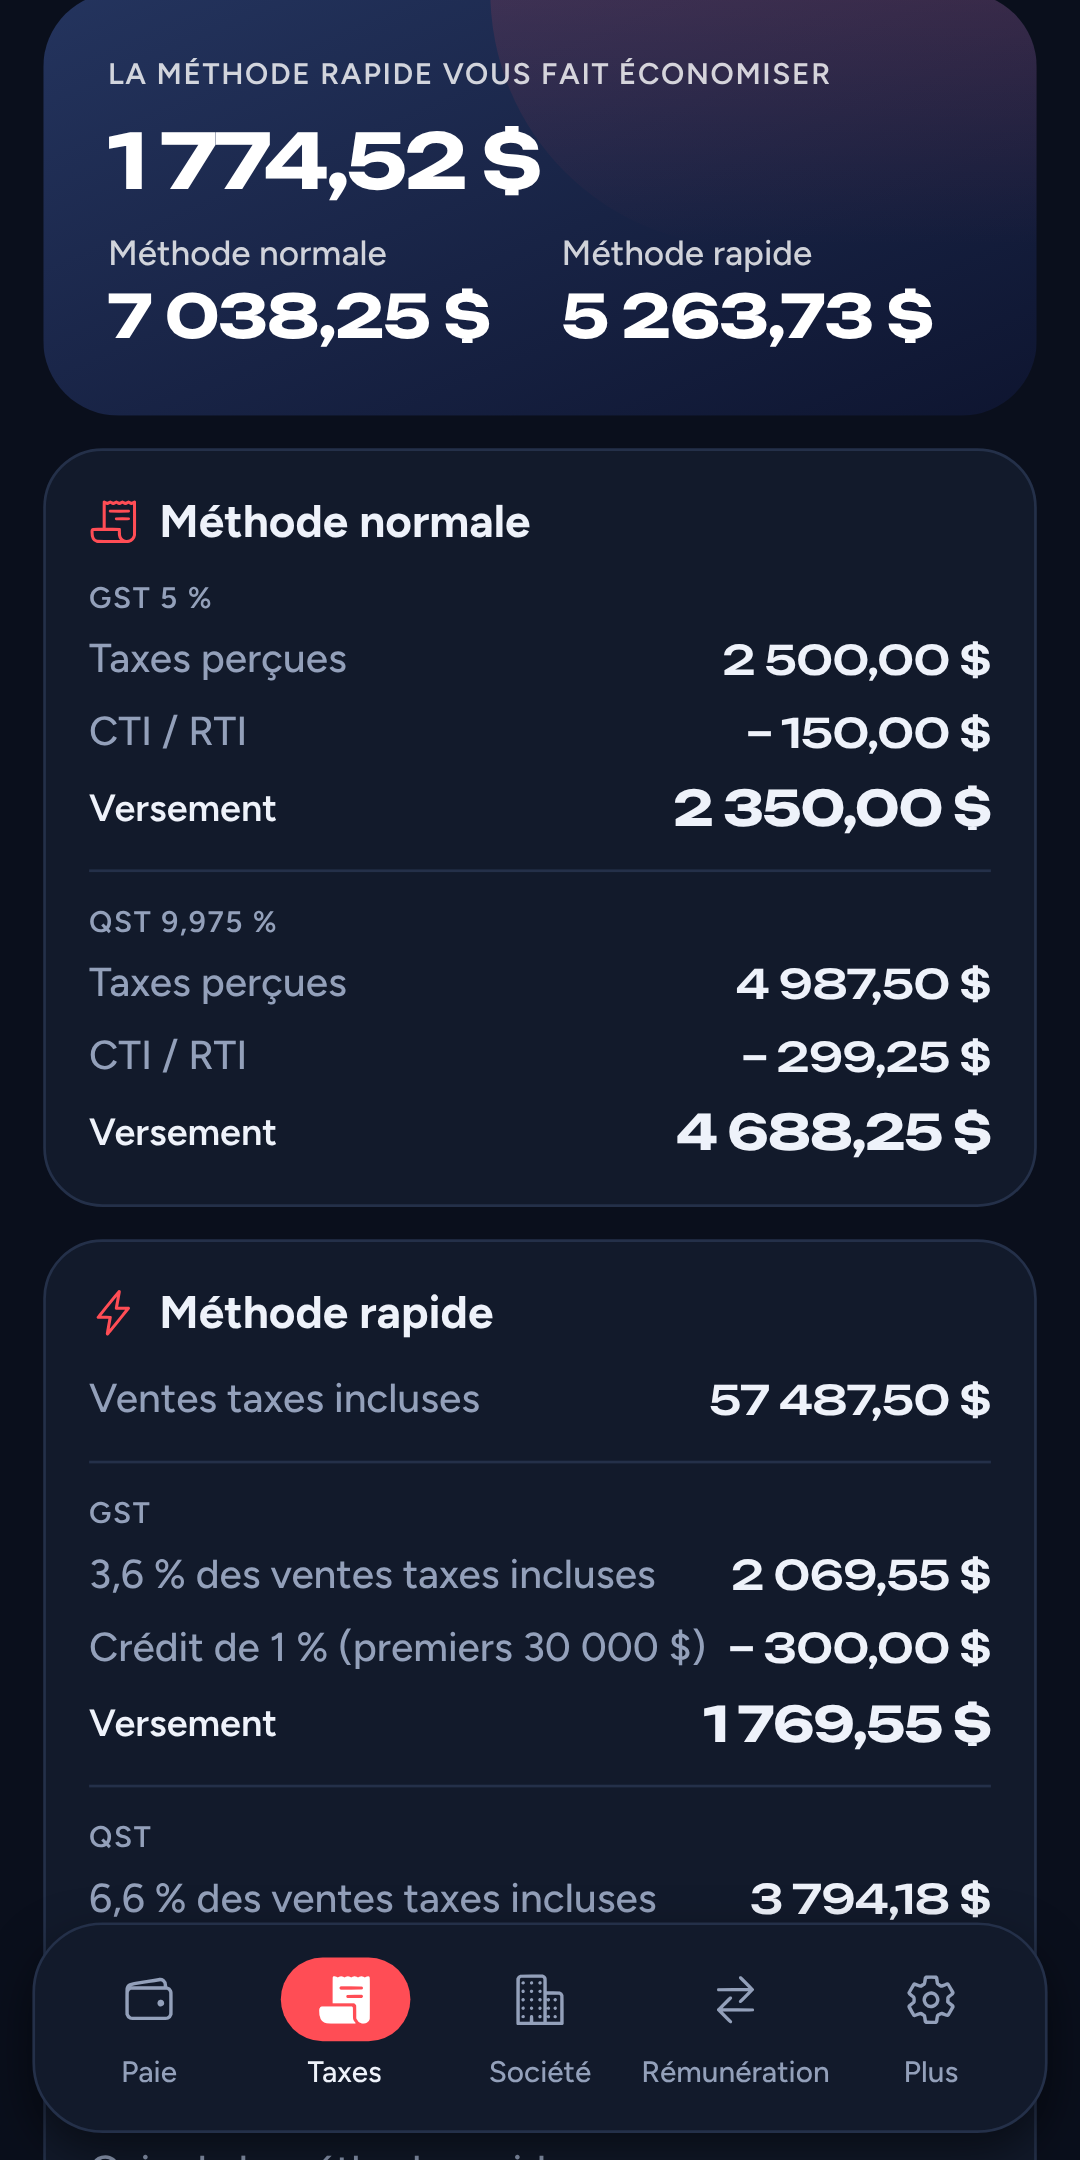 LA MÉTHODE RAPIDE VOUS FAIT ÉCONOMISER
1 774,52 $
Méthode normale Méthode rapide
7 038,25 $ 5 263,73 $
Méthode normale
GST 5 %
Taxes perçues 2 500,00 $
CTI / RTI – 150,00 $
Versement 2 350,00 $
QST 9,975 %
Taxes perçues 4 987,50 $
CTI / RTI – 299,25 $
Versement 4 688,25 $
Méthode rapide
Ventes taxes incluses 57 487,50 $
GST
3,6 % des ventes taxes incluses 2 069,55 $
Crédit de 1 % (premiers 30 000 $) – 300,00 $
Versement 1 769,55 $
QST
6,6 % des ventes taxes incluses 3 794,18 $
Paie Taxes Société Rémunération Plus